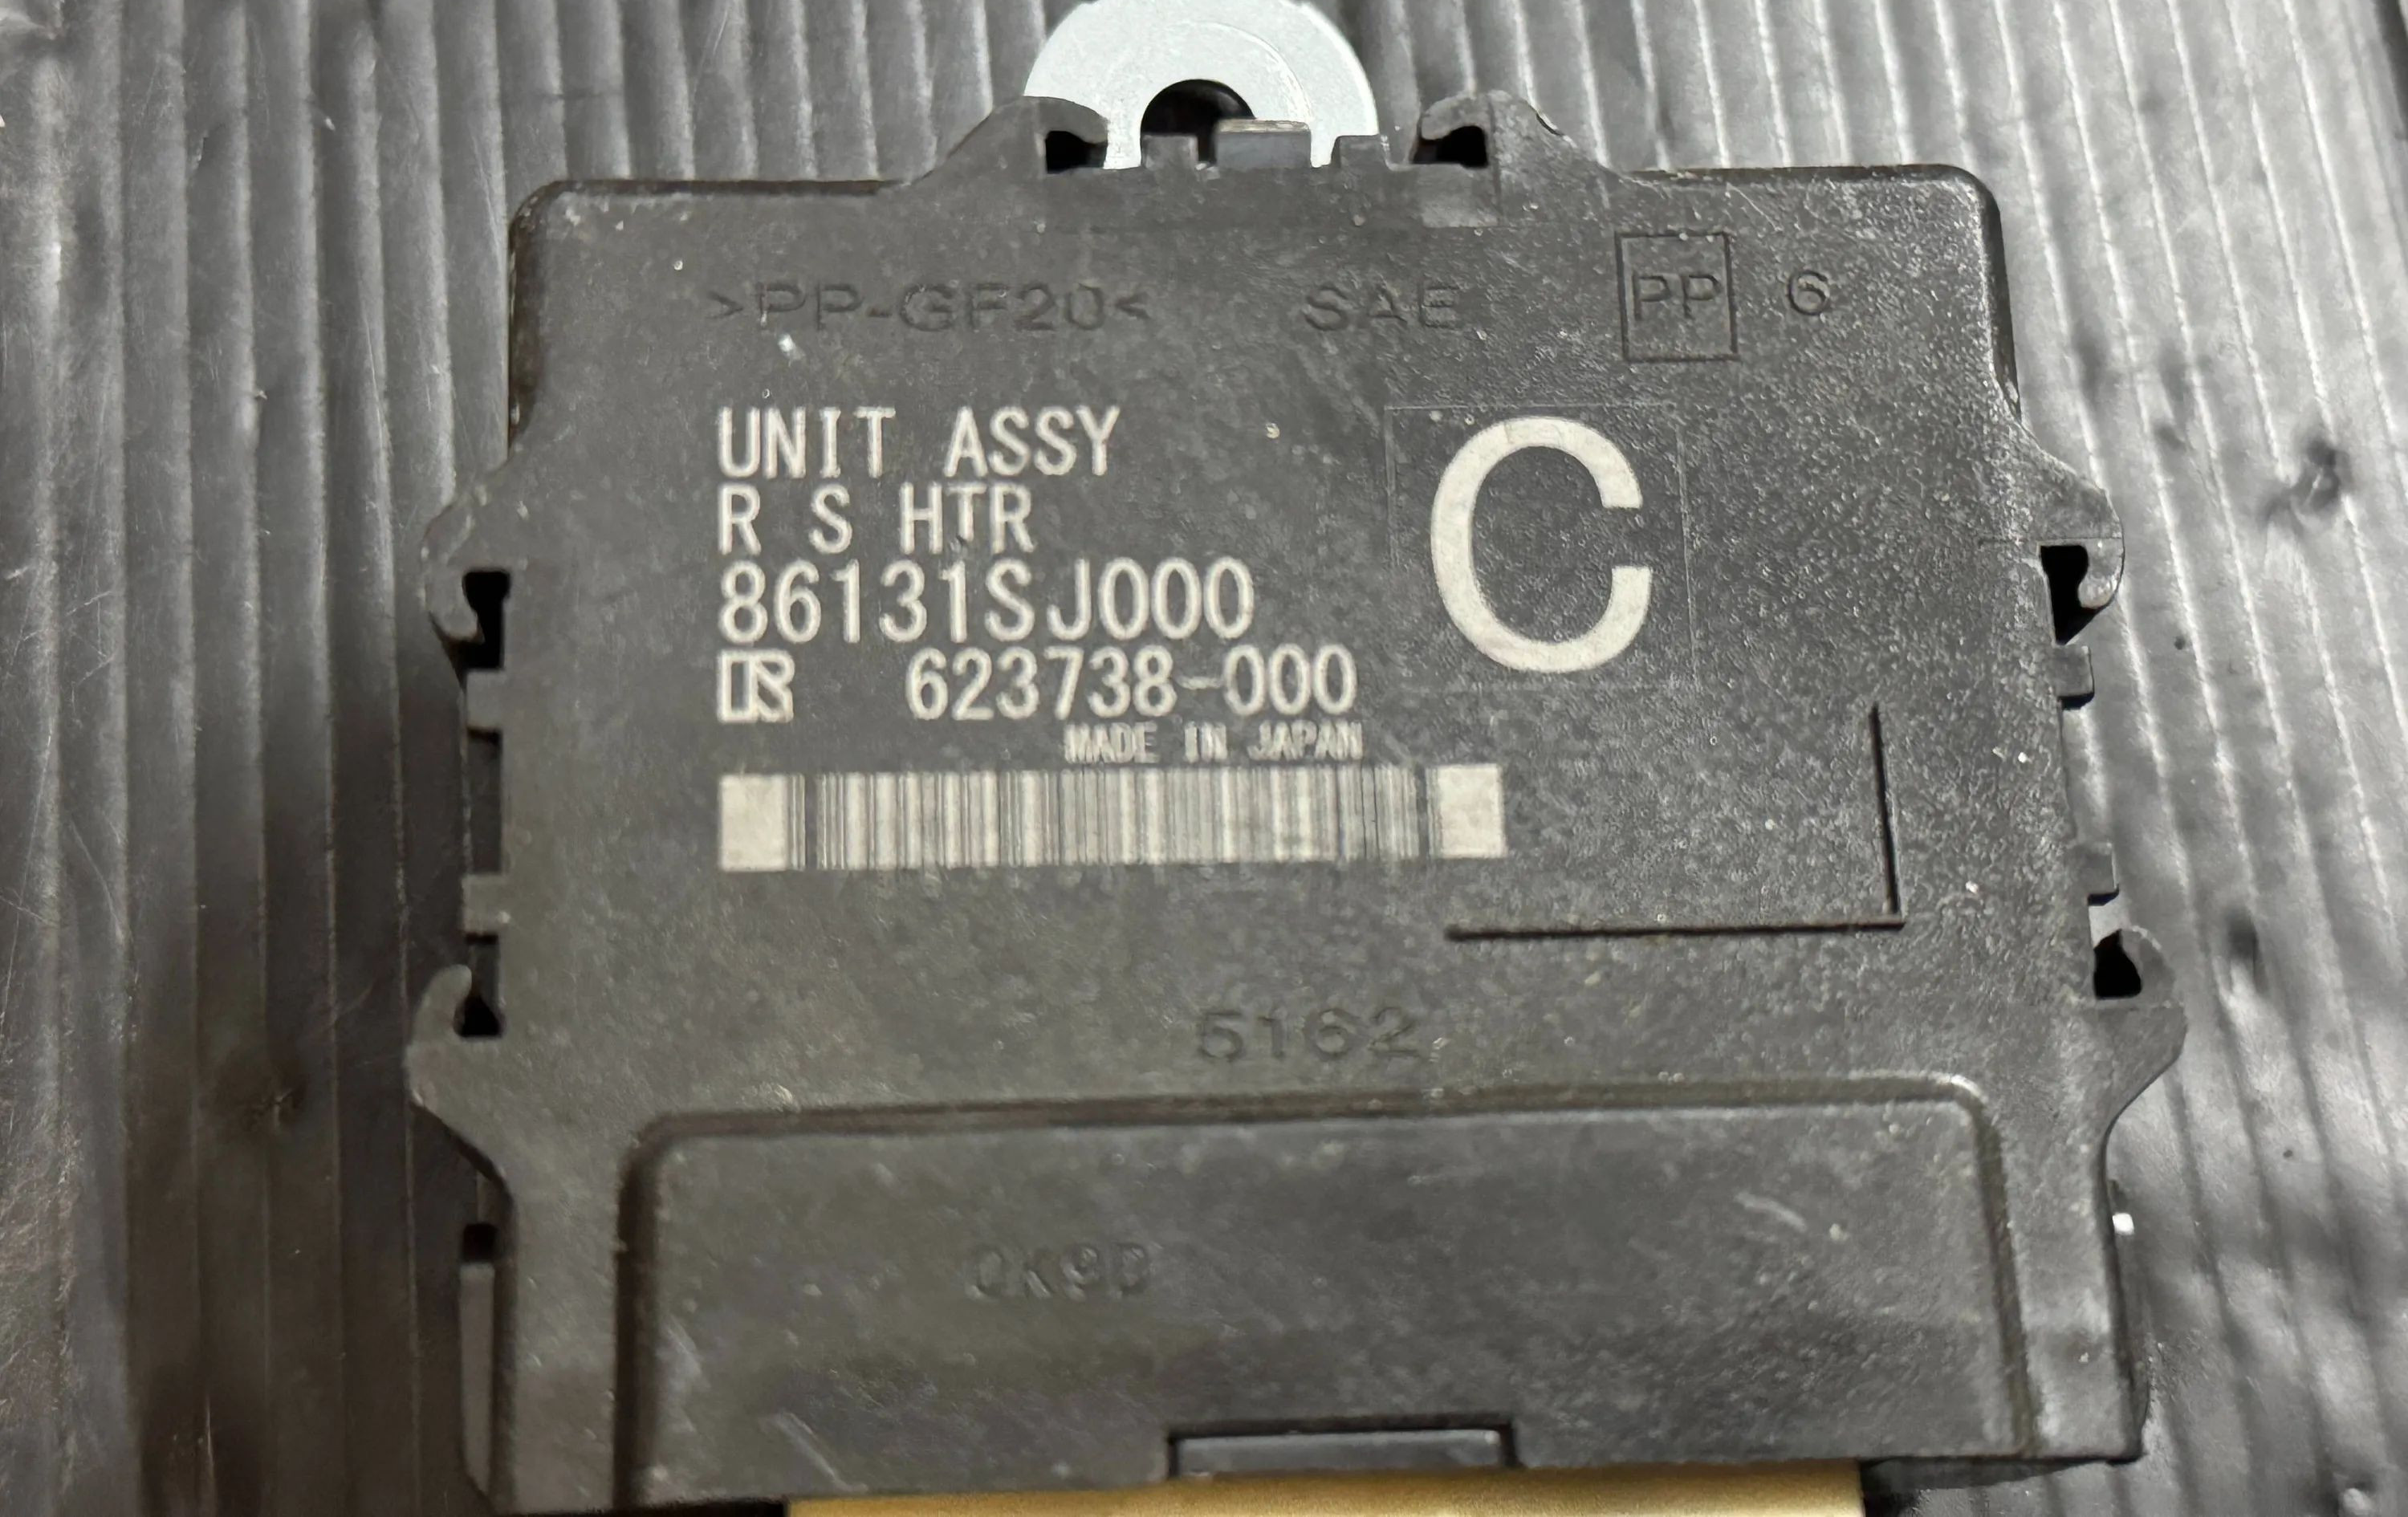 >PP-GF20< SAE PP 6
UNIT ASSY
R S HTR
86131SJ000
C
623738-000
MADE IN JAPAN
5162